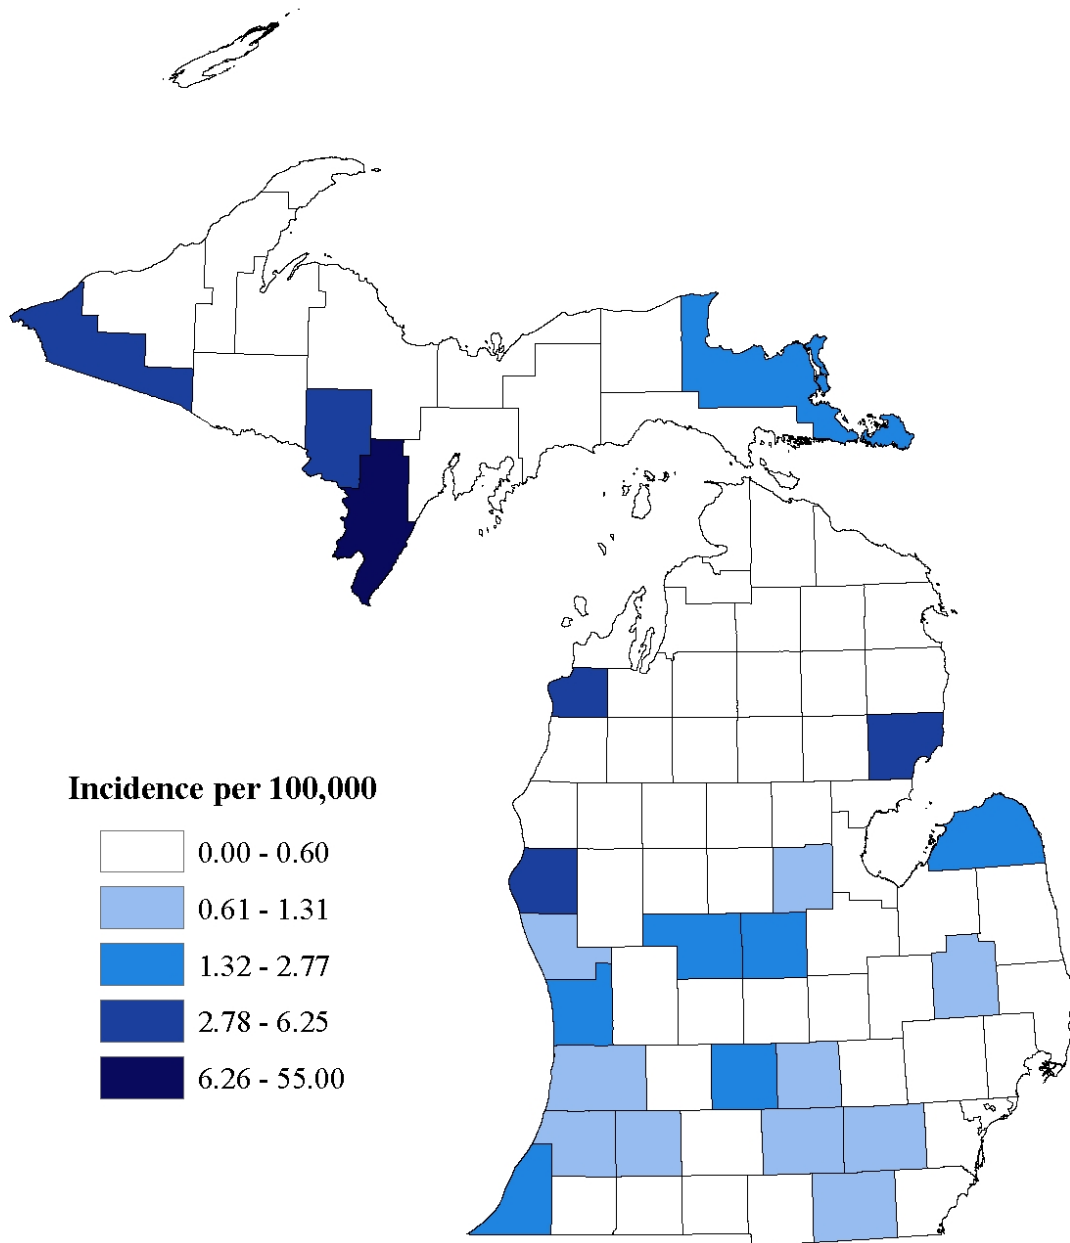 Incidence per 100,000
0.00 - 0.60
0.61 - 1.31
1.32 - 2.77
2.78 - 6.25
6.26 - 55.00